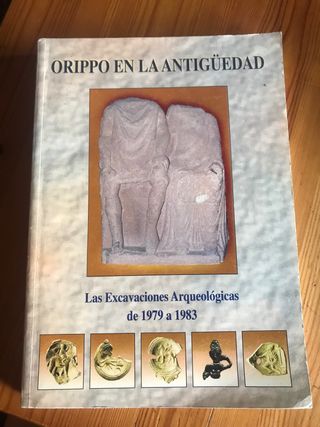 ORIPPO EN LA ANTIGÜEDAD
Las Excavaciones Arqueológicas
de 1979 a 1983